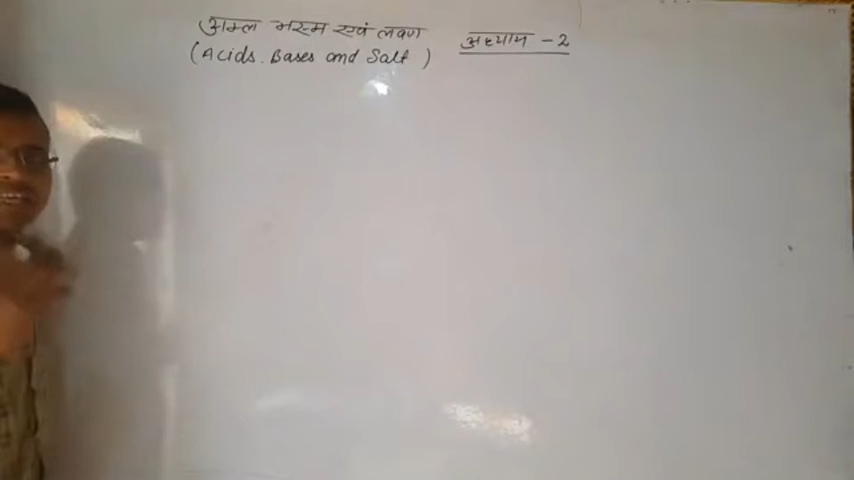 अम्ल भस्म एवं लवण अध्याय - 2
(Acids. Bases and Salt)